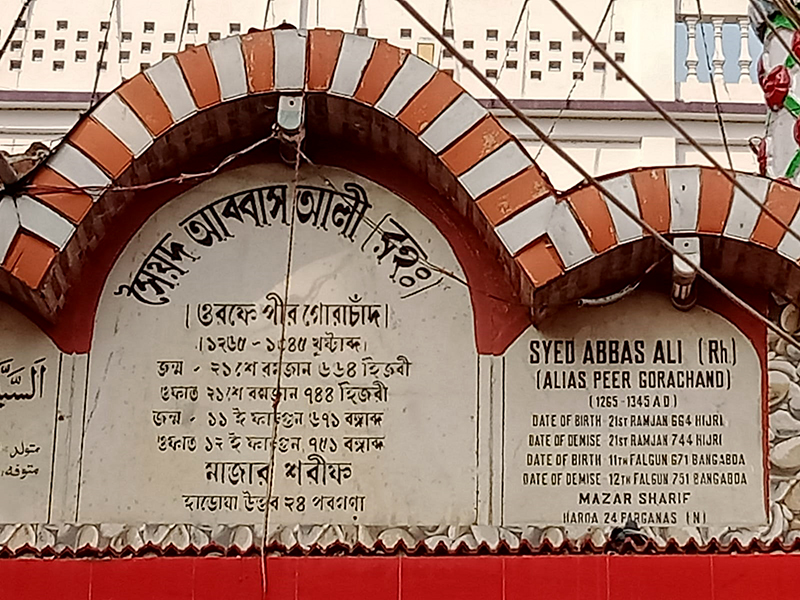 السيد
متولد
متوفه
সৈয়দ আব্বাস আলী (রহঃ)
(ওরফে পীর গোরাচাঁদ)
(১২৬৫ - ১৩৪৫ খৃষ্টাব্দ)
জন্ম - ২১শে রমজান ৬৬৪ হিজরী
ওফাত ২১শে রমজান ৭৪৪ হিজরী
জন্ম - ১১ ই ফাল্গুন ৬৭১ বঙ্গাব্দ
ওফাত ১২ ই ফাল্গুন ৭৫১ বঙ্গাব্দ
মাজার শরীফ
হাড়োয়া উত্তর ২৪ পরগণা
SYED ABBAS ALI (Rh.)
(ALIAS PEER GORACHAND)
(1265 - 1345 A D)
DATE OF BIRTH 21ST RAMJAN 664 HIJRI
DATE OF DEMISE 21ST RAMJAN 744 HIJRI
DATE OF BIRTH 11TH FALGUN 671 BANGABDA
DATE OF DEMISE 12TH FALGUN 751 BANGABDA
MAZAR SHARIF
HAROA 24 PARGANAS (N)